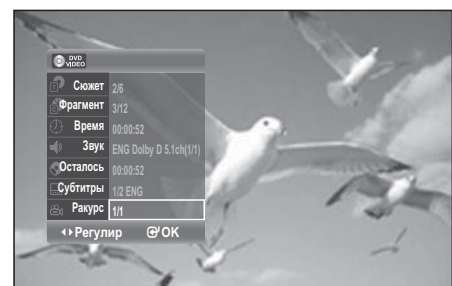 DVD VIDEO
Сюжет 2/6
Фрагмент 3/12
Время 00:00:52
Звук ENG Dolby D 5.1ch(1/1)
Осталось 00:00:52
Субтитры 1/2 ENG
Ракурс 1/1
Регулир OK